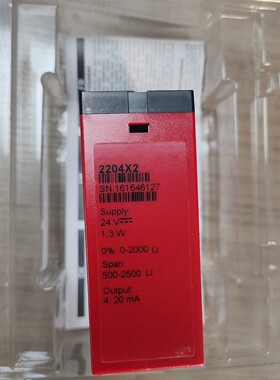 2204X2
SN 161646127
Supply:
24 V⎓
1.3 W
0% 0-2000 Ω
Span:
500-2500 Ω
Output:
4..20 mA